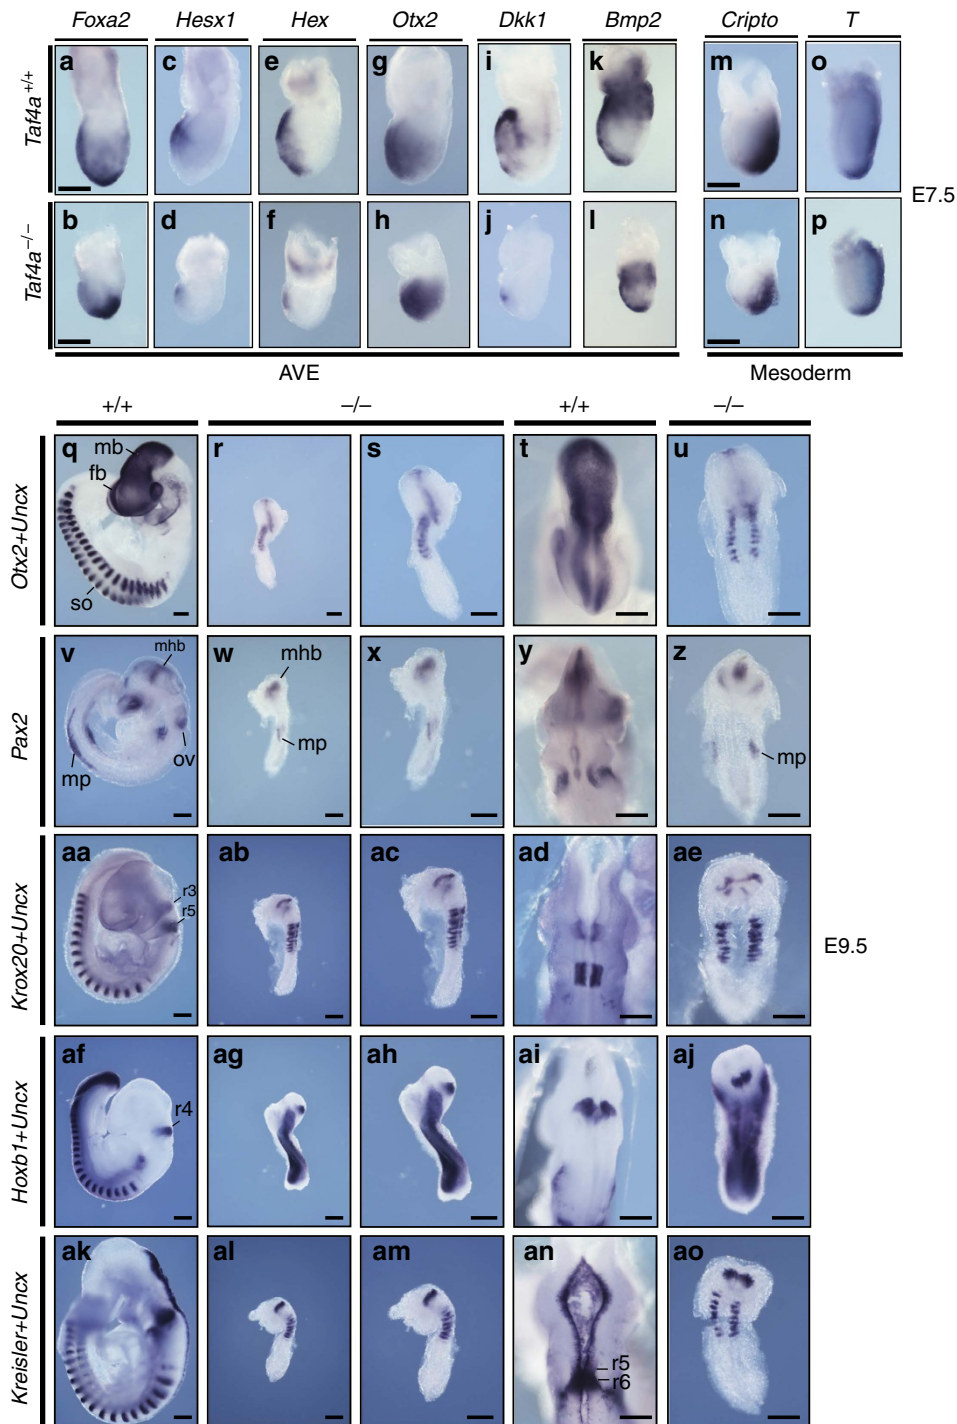 Foxa2 Hesx1 Hex Otx2 Dkk1 Bmp2 Cripto T
Taf4a+/+
a c e g i k m o
E7.5
Taf4a−/−
b d f h j l n p
AVE Mesoderm
+/+ −/− +/+ −/−
Otx2+Uncx
q mb fb so r s t u
Pax2
v mhb mp ov w mhb mp x y z mp
Krox20+Uncx
aa r3 r5 ab ac ad ae
E9.5
Hoxb1+Uncx
af r4 ag ah ai aj
Kreisler+Uncx
ak al am an r5 r6 ao